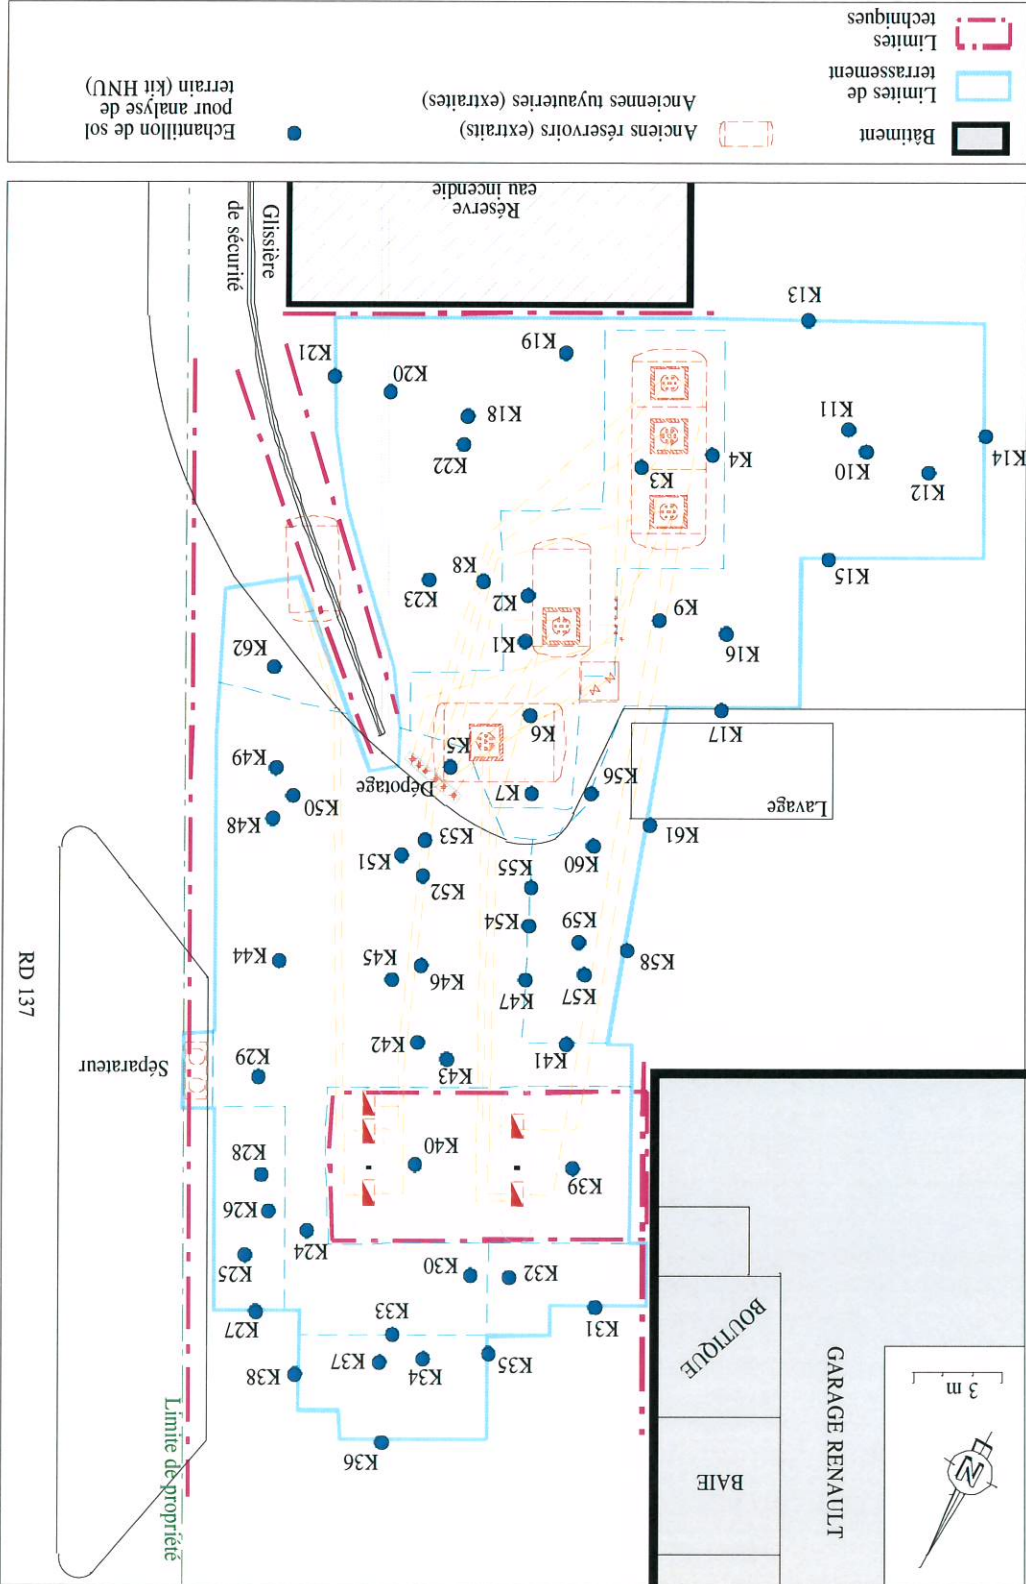 GARAGE RENAULT
BAIE
BOUTIQUE
3 m
N
Limite de propriété
K36
K38
K37
K34
K35
K33
K31
K27
K32
K30
K25
K24
K26
K28
K39
K40
K29
Séparateur
RD 137
K43
K42
K41
K44
K45
K46
K47
K57
K58
K59
K54
K55
K52
K51
K53
K60
K61
K48
K50
K49
K56
K7
Lavage
Dépotage
K5
K6
K17
K62
K1
K16
K9
K2
K8
K23
K15
K12
K10
K11
K14
K3
K4
K22
K18
K20
K21
K19
K13
Glissière
de sécurité
Réserve
eau incendie
Bâtiment
Limites de
terrassement
Limites
techniques
Anciens réservoirs (extraits)
Anciennes tuyauteries (extraites)
Echantillon de sol
pour analyse de
terrain (kit HNU)